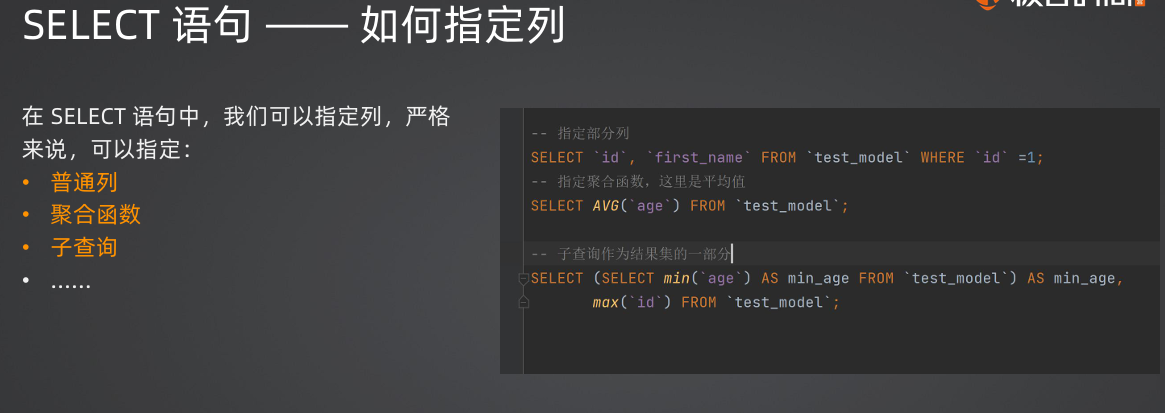 SELECT 语句 —— 如何指定列
在 SELECT 语句中，我们可以指定列，严格
来说，可以指定：
• 普通列
• 聚合函数
• 子查询
• ……
-- 指定部分列
SELECT `id`, `first_name` FROM `test_model` WHERE `id` =1;
-- 指定聚合函数，这里是平均值
SELECT AVG(`age`) FROM `test_model`;
-- 子查询作为结果集的一部分
SELECT (SELECT min(`age`) AS min_age FROM `test_model`) AS min_age,
max(`id`) FROM `test_model`;